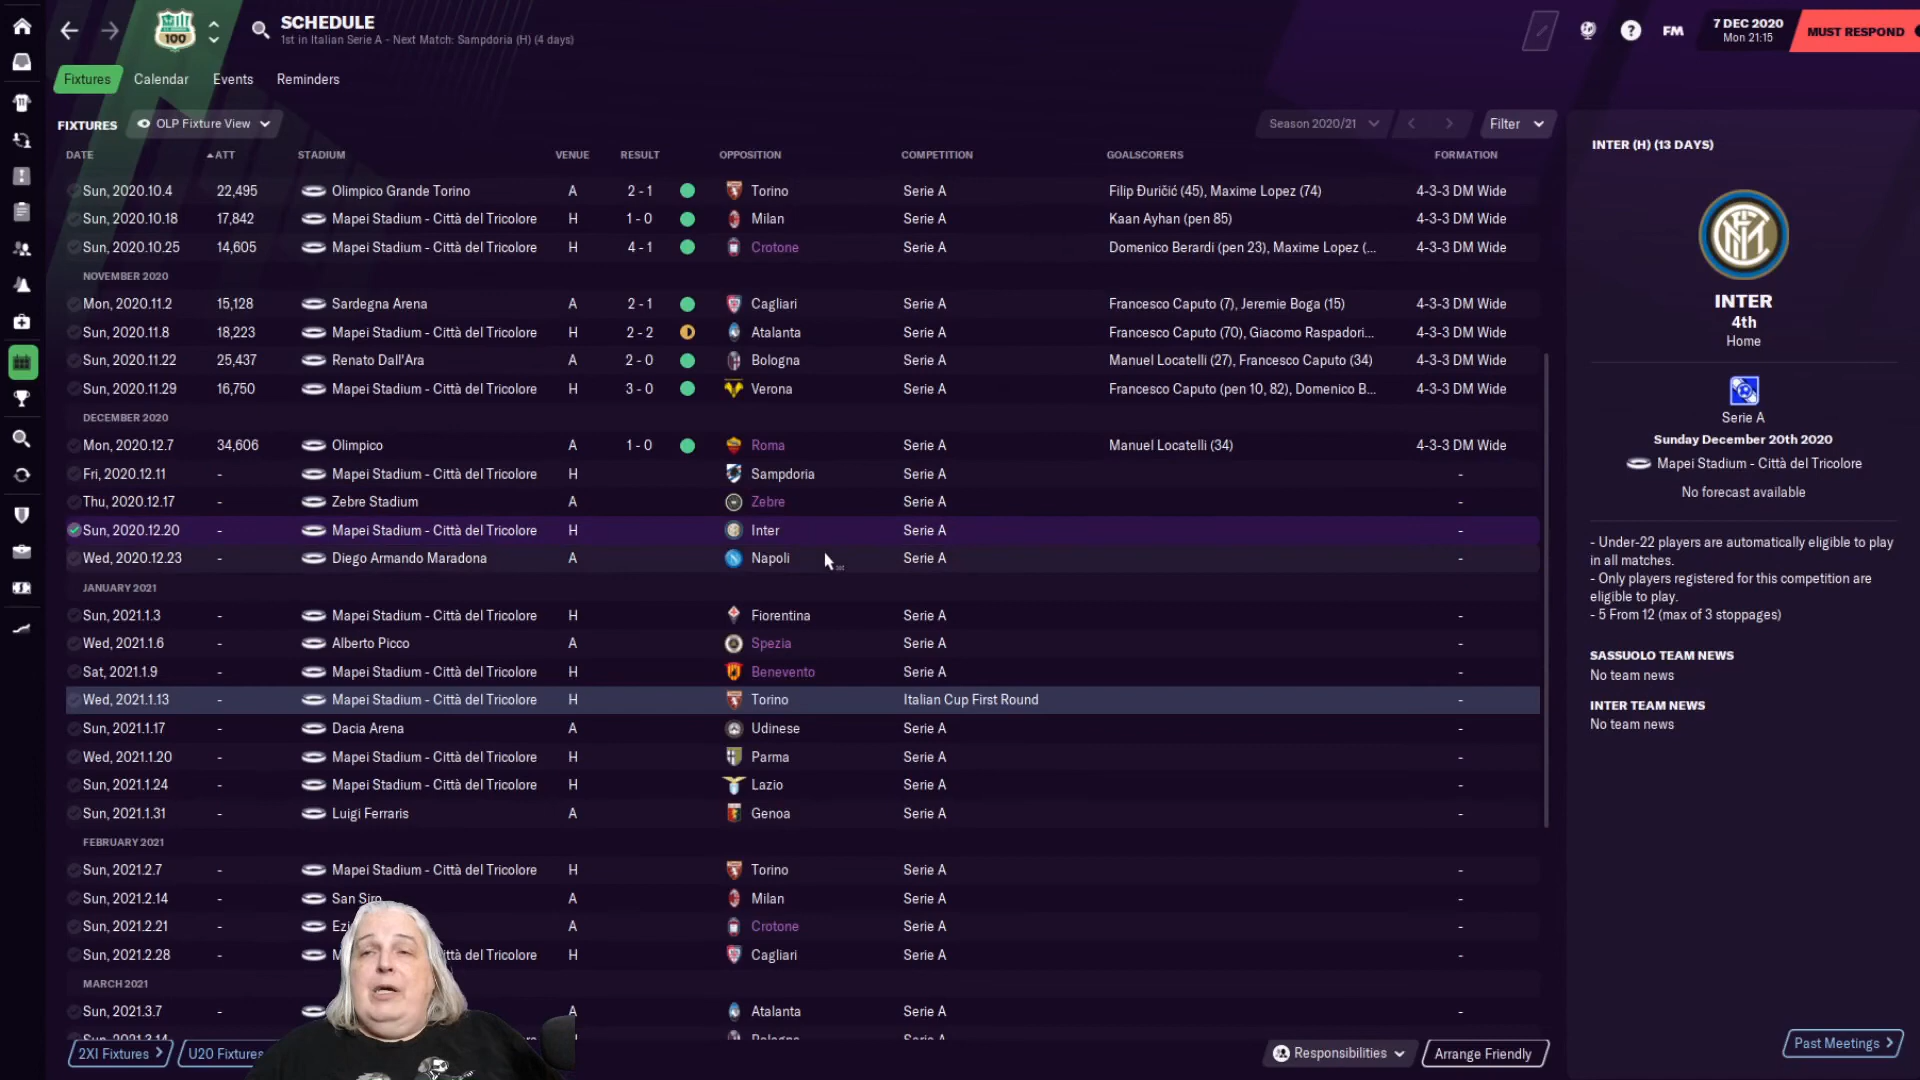 SCHEDULE
1st in Italian Serie A - Next Match: Sampdoria (H) (4 days)
100
?
FM
7 DEC 2020
Mon 21:15
MUST RESPOND
Fixtures Calendar Events Reminders
FIXTURES OLP Fixture View
Season 2020/21 Filter
DATE ATT STADIUM VENUE RESULT OPPOSITION COMPETITION GOALSCORERS FORMATION
Sun, 2020.10.4 22,495 Olimpico Grande Torino A 2 - 1 Torino Serie A Filip Đuričić (45), Maxime Lopez (74) 4-3-3 DM Wide
Sun, 2020.10.18 17,842 Mapei Stadium - Città del Tricolore H 1 - 0 Milan Serie A Kaan Ayhan (pen 85) 4-3-3 DM Wide
Sun, 2020.10.25 14,605 Mapei Stadium - Città del Tricolore H 4 - 1 Crotone Serie A Domenico Berardi (pen 23), Maxime Lopez (... 4-3-3 DM Wide
NOVEMBER 2020
Mon, 2020.11.2 15,128 Sardegna Arena A 2 - 1 Cagliari Serie A Francesco Caputo (7), Jeremie Boga (15) 4-3-3 DM Wide
Sun, 2020.11.8 18,223 Mapei Stadium - Città del Tricolore H 2 - 2 Atalanta Serie A Francesco Caputo (70), Giacomo Raspadori... 4-3-3 DM Wide
Sun, 2020.11.22 25,437 Renato Dall'Ara A 2 - 0 Bologna Serie A Manuel Locatelli (27), Francesco Caputo (34) 4-3-3 DM Wide
Sun, 2020.11.29 16,750 Mapei Stadium - Città del Tricolore H 3 - 0 Verona Serie A Francesco Caputo (pen 10, 82), Domenico B... 4-3-3 DM Wide
DECEMBER 2020
Mon, 2020.12.7 34,606 Olimpico A 1 - 0 Roma Serie A Manuel Locatelli (34) 4-3-3 DM Wide
Fri, 2020.12.11 - Mapei Stadium - Città del Tricolore H Sampdoria Serie A -
Thu, 2020.12.17 - Zebre Stadium A Zebre Serie A -
Sun, 2020.12.20 - Mapei Stadium - Città del Tricolore H Inter Serie A -
Wed, 2020.12.23 - Diego Armando Maradona A Napoli Serie A -
JANUARY 2021
Sun, 2021.1.3 - Mapei Stadium - Città del Tricolore H Fiorentina Serie A -
Wed, 2021.1.6 - Alberto Picco A Spezia Serie A -
Sat, 2021.1.9 - Mapei Stadium - Città del Tricolore H Benevento Serie A -
Wed, 2021.1.13 - Mapei Stadium - Città del Tricolore H Torino Italian Cup First Round -
Sun, 2021.1.17 - Dacia Arena A Udinese Serie A -
Wed, 2021.1.20 - Mapei Stadium - Città del Tricolore H Parma Serie A -
Sun, 2021.1.24 - Mapei Stadium - Città del Tricolore H Lazio Serie A -
Sun, 2021.1.31 - Luigi Ferraris A Genoa Serie A -
FEBRUARY 2021
Sun, 2021.2.7 - Mapei Stadium - Città del Tricolore H Torino Serie A -
Sun, 2021.2.14 - San Siro A Milan Serie A -
Sun, 2021.2.21 - Ezi A Crotone Serie A -
Sun, 2021.2.28 - M ttà del Tricolore H Cagliari Serie A -
MARCH 2021
Sun, 2021.3.7 - A Atalanta Serie A -
2XI Fixtures U20 Fixtures Responsibilities Arrange Friendly
INTER (H) (13 DAYS)
INTER
4th
Home
Serie A
Sunday December 20th 2020
Mapei Stadium - Città del Tricolore
No forecast available
- Under-22 players are automatically eligible to play
in all matches.
- Only players registered for this competition are
eligible to play.
- 5 From 12 (max of 3 stoppages)
SASSUOLO TEAM NEWS
No team news
INTER TEAM NEWS
No team news
Past Meetings